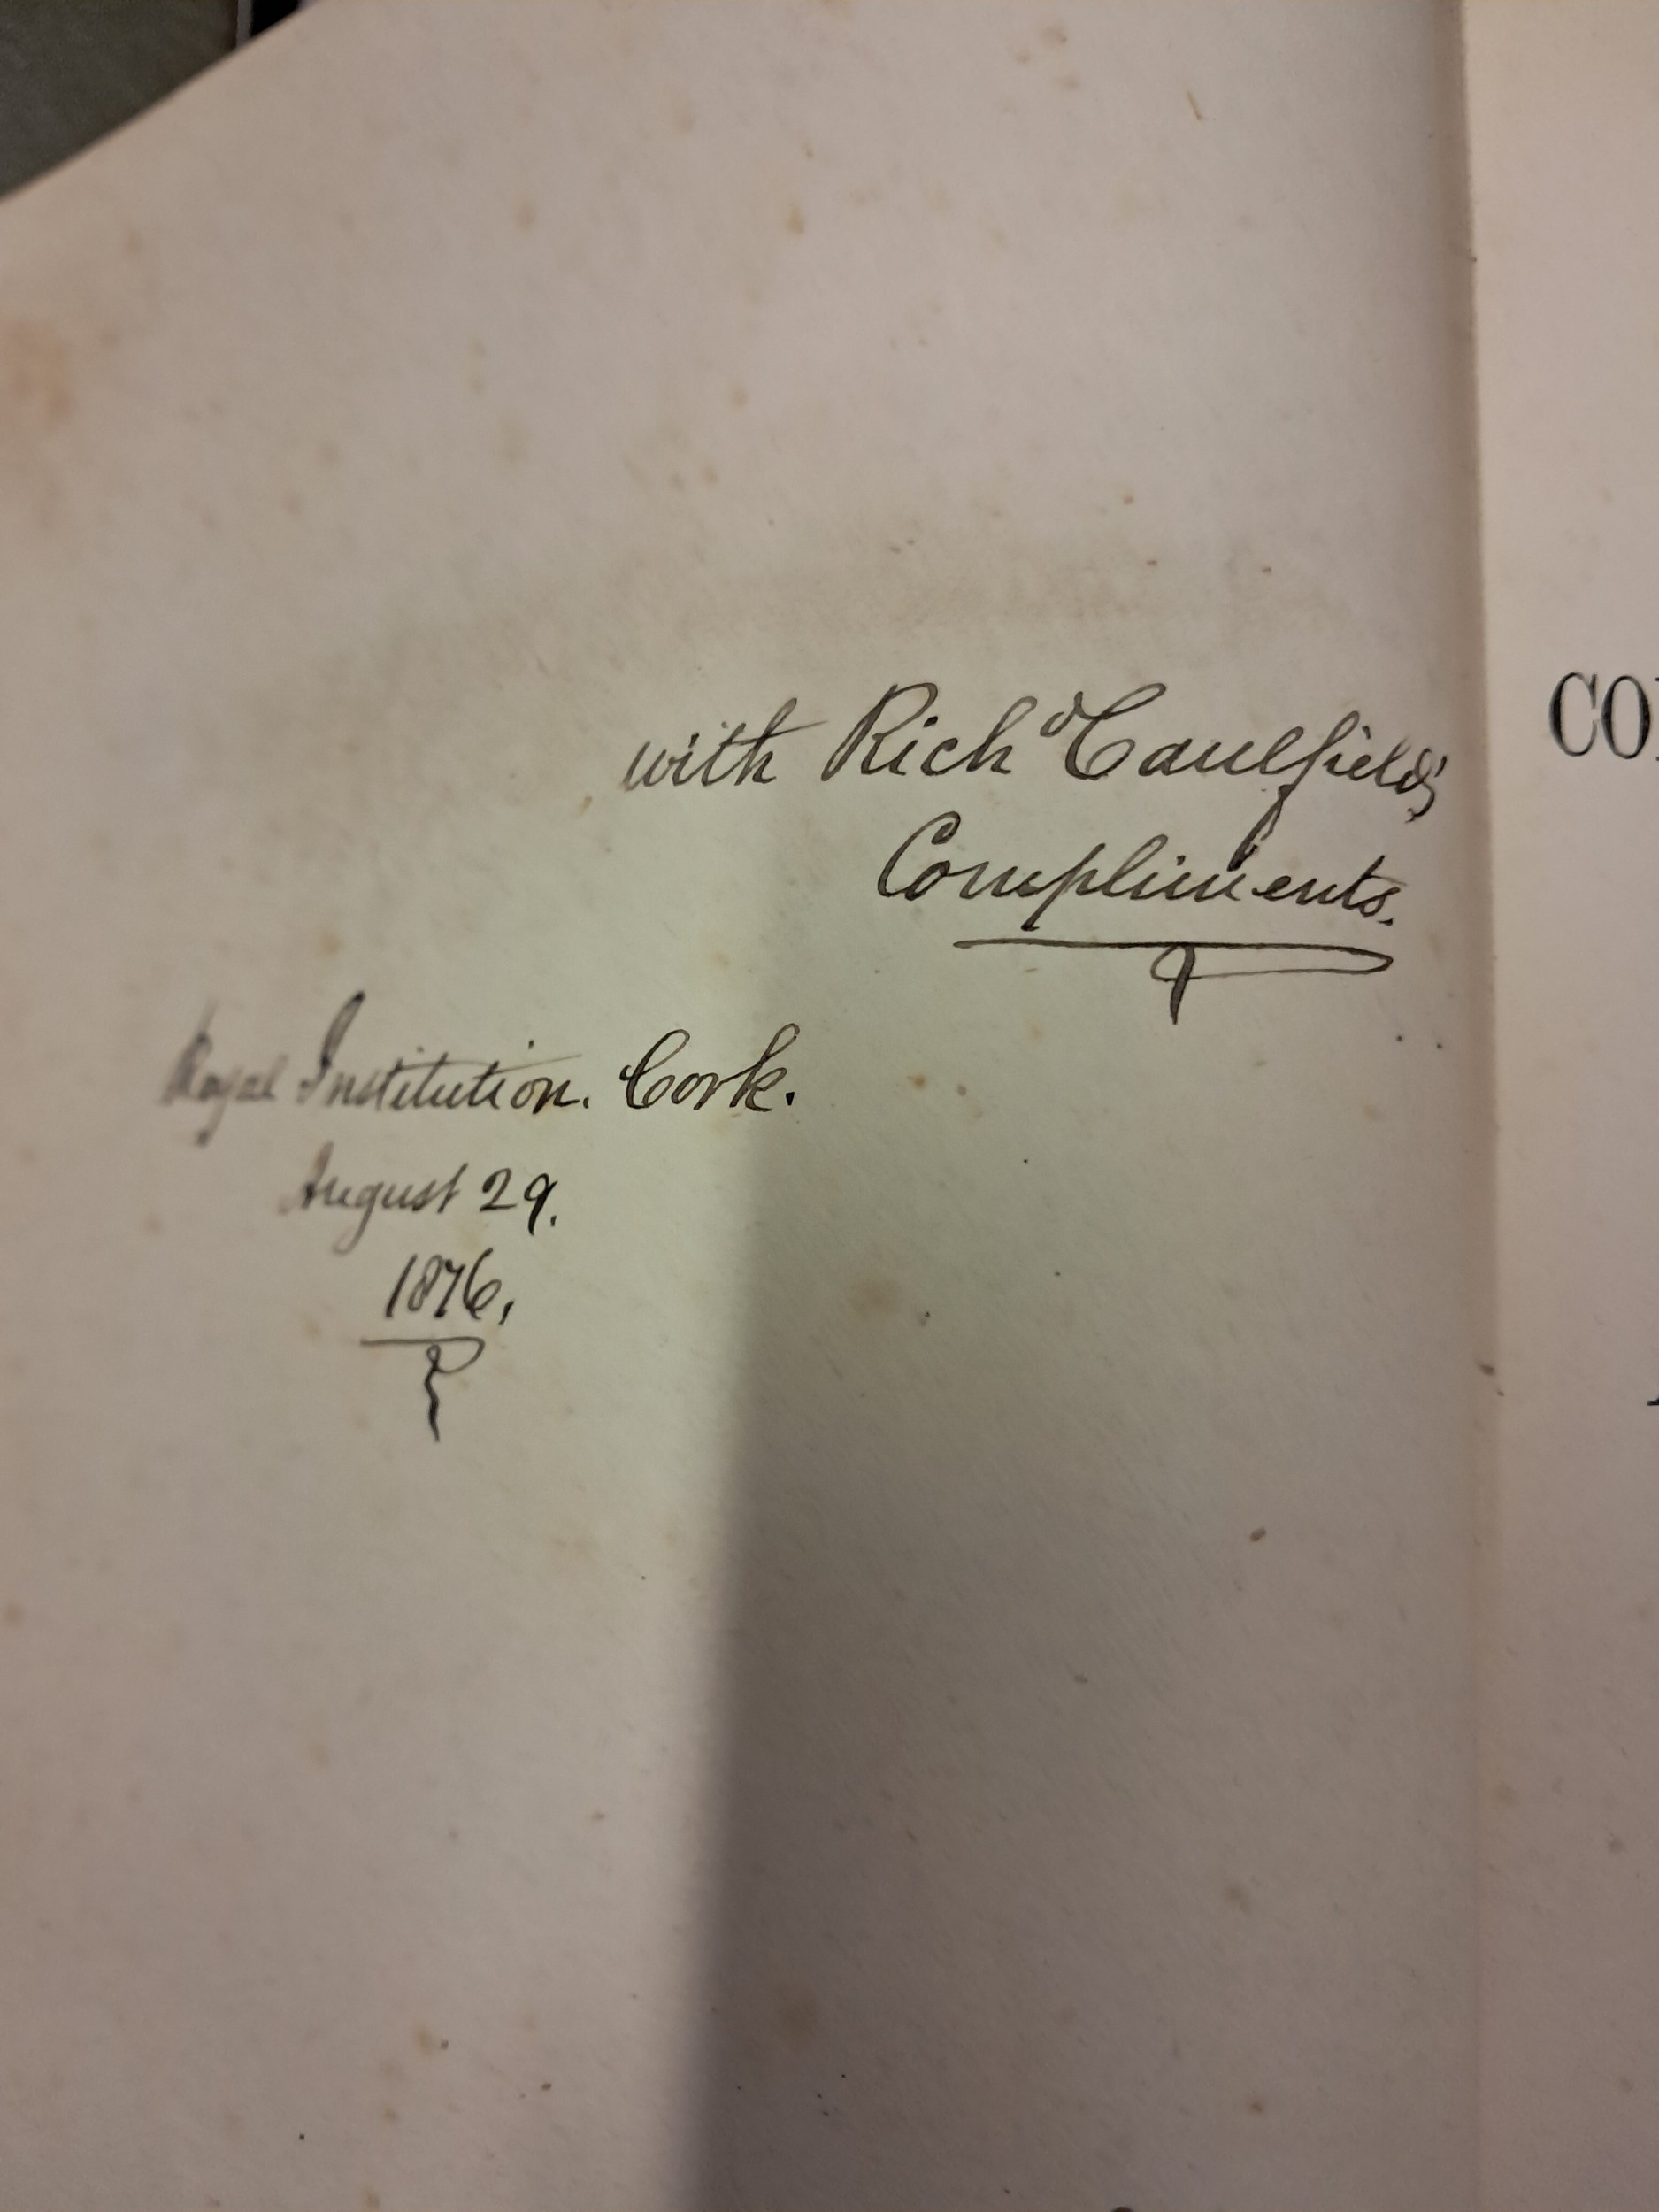 with Richd Caulfield's
Compliments.
Royal Institution. Cork.
August 29.
1876.
CO